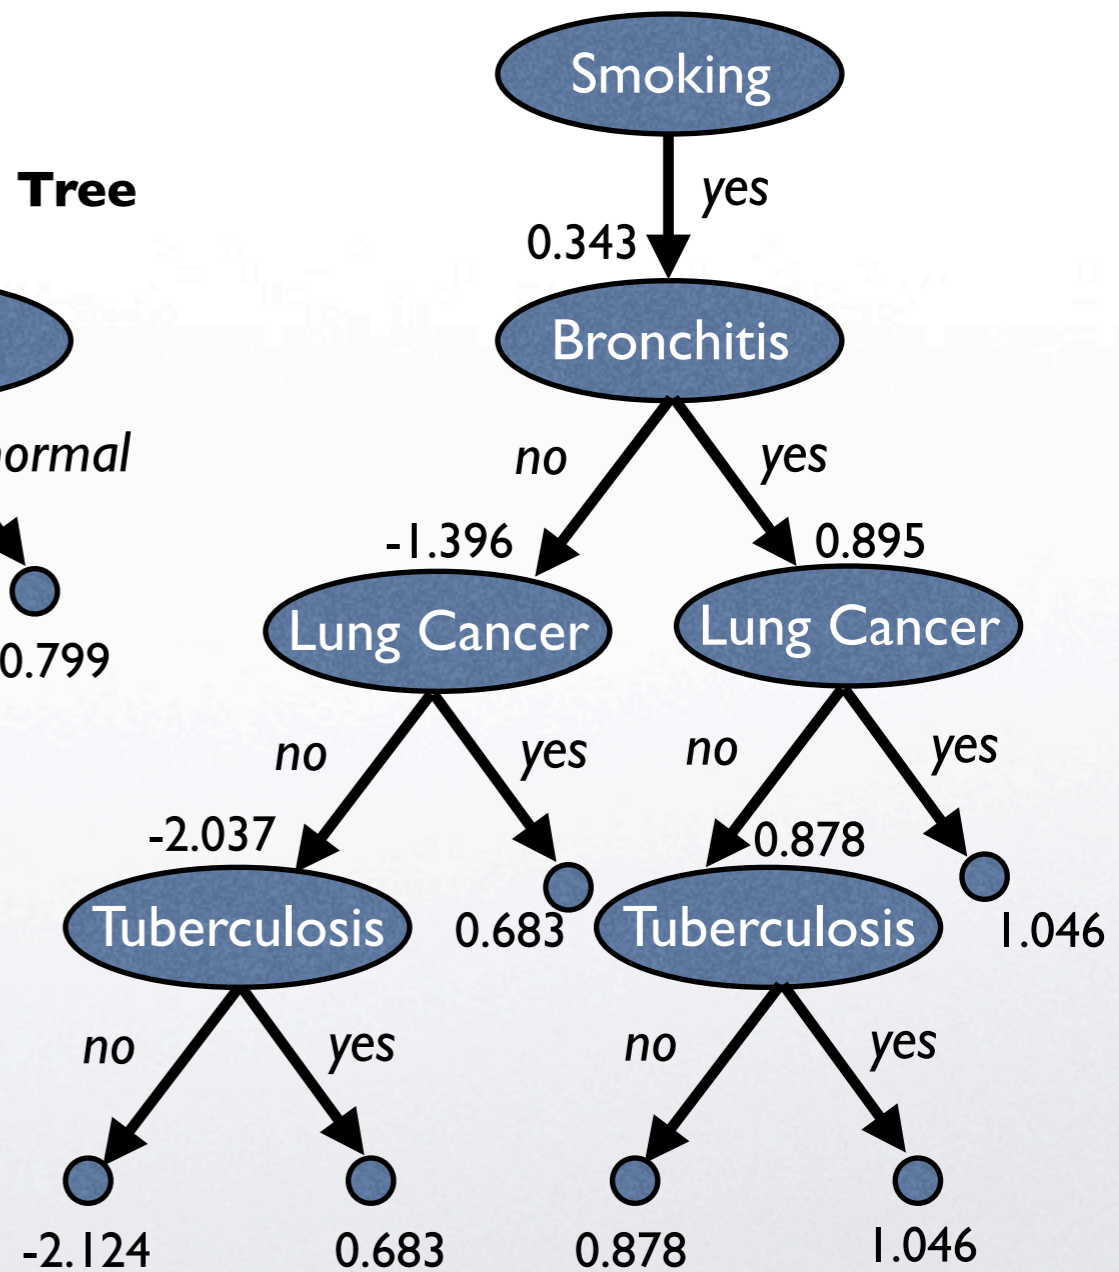 Smoking
yes
Tree
0.343
Bronchitis
normal
no
yes
-1.396
0.895
Lung Cancer
Lung Cancer
0.799
no
yes
no
yes
-2.037
0.878
Tuberculosis
0.683
Tuberculosis
1.046
no
yes
no
yes
-2.124
0.683
0.878
1.046